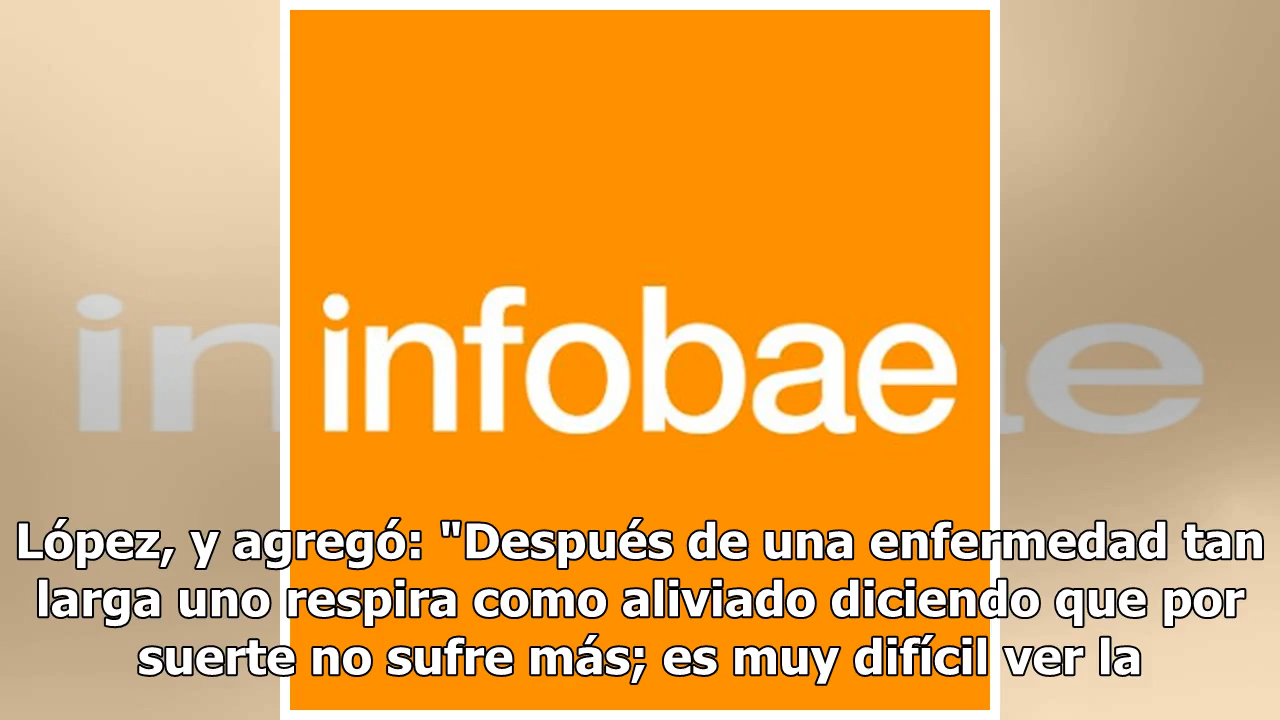 infobae
López, y agregó: "Después de una enfermedad tan
larga uno respira como aliviado diciendo que por
suerte no sufre más; es muy difícil ver la